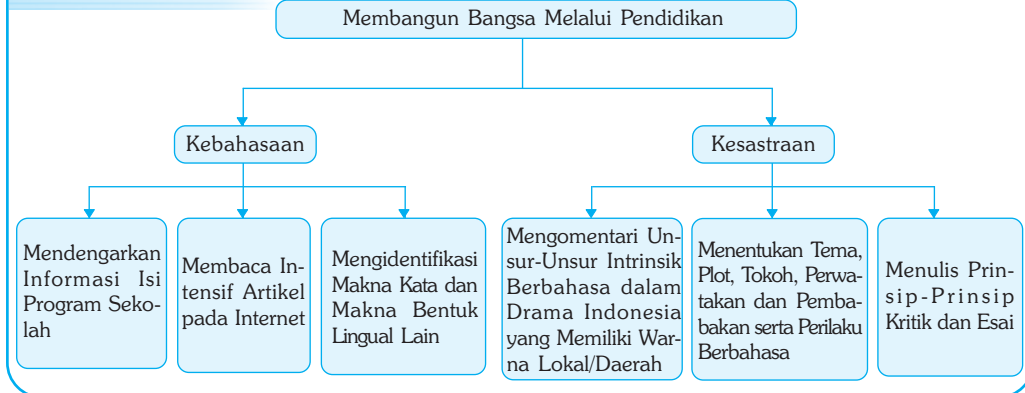 Membangun Bangsa Melalui Pendidikan
Kebahasaan
Kesastraan
Mendengarkan
Informasi Isi
Program Seko-
lah
Membaca In-
tensif Artikel
pada Internet
Mengidentifikasi
Makna Kata dan
Makna Bentuk
Lingual Lain
Mengomentari Un-
sur-Unsur Intrinsik
Berbahasa dalam
Drama Indonesia
yang Memiliki War-
na Lokal/Daerah
Menentukan Tema,
Plot, Tokoh, Perwa-
takan dan Pemba-
bakan serta Perilaku
Berbahasa
Menulis Prin-
sip-Prinsip
Kritik dan Esai